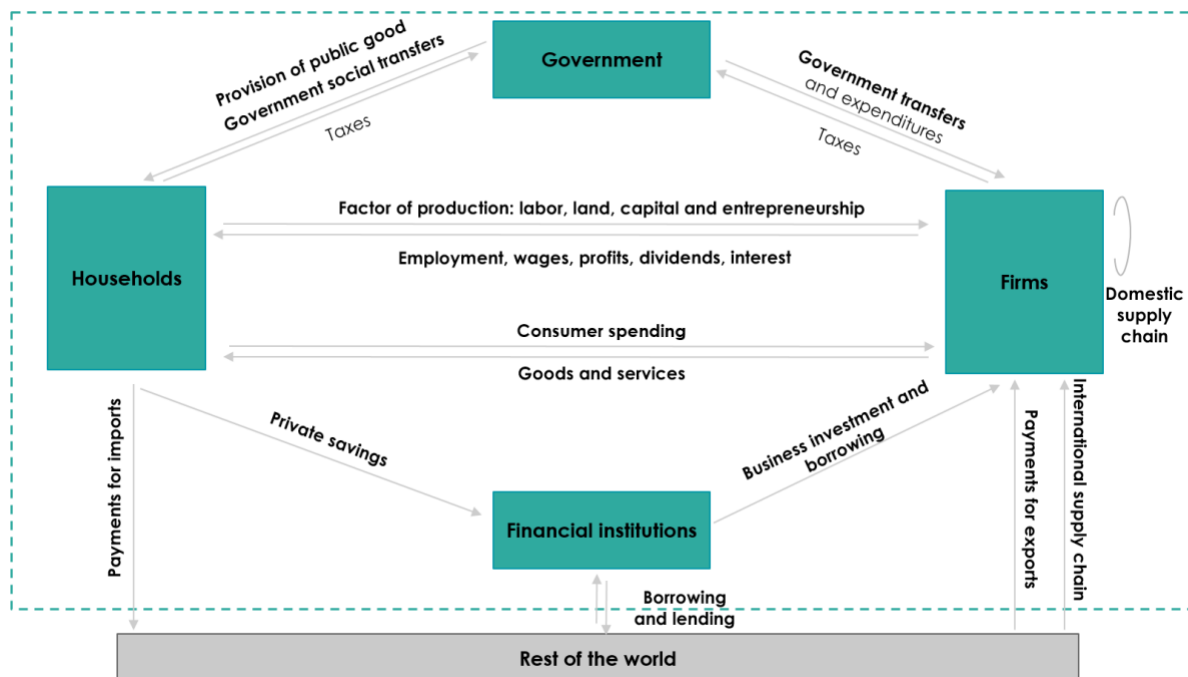 Government
Provision of public good
Government social transfers
Taxes
Government transfers
and expenditures
Taxes
Factor of production: labor, land, capital and entrepreneurship
Employment, wages, profits, dividends, interest
Households
Firms
Domestic
supply
chain
Consumer spending
Goods and services
Payments for imports
Private savings
Business investment and
borrowing
Payments for exports
International supply chain
Financial institutions
Borrowing
and lending
Rest of the world